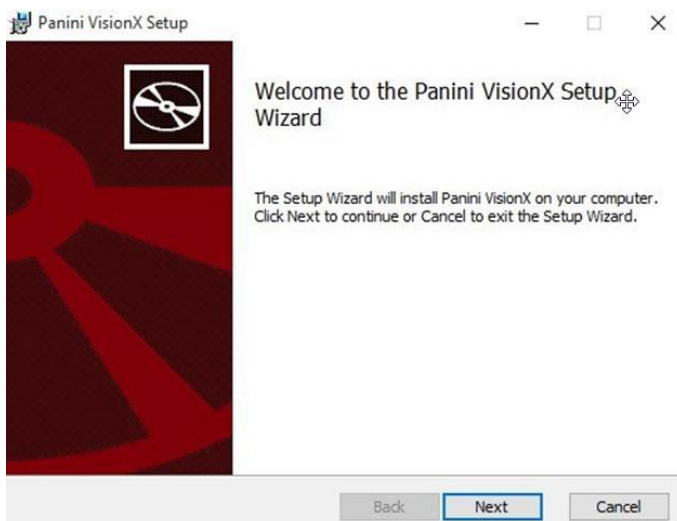 Panini VisionX Setup
Welcome to the Panini VisionX Setup
Wizard
The Setup Wizard will install Panini VisionX on your computer.
Click Next to continue or Cancel to exit the Setup Wizard.
Back
Next
Cancel